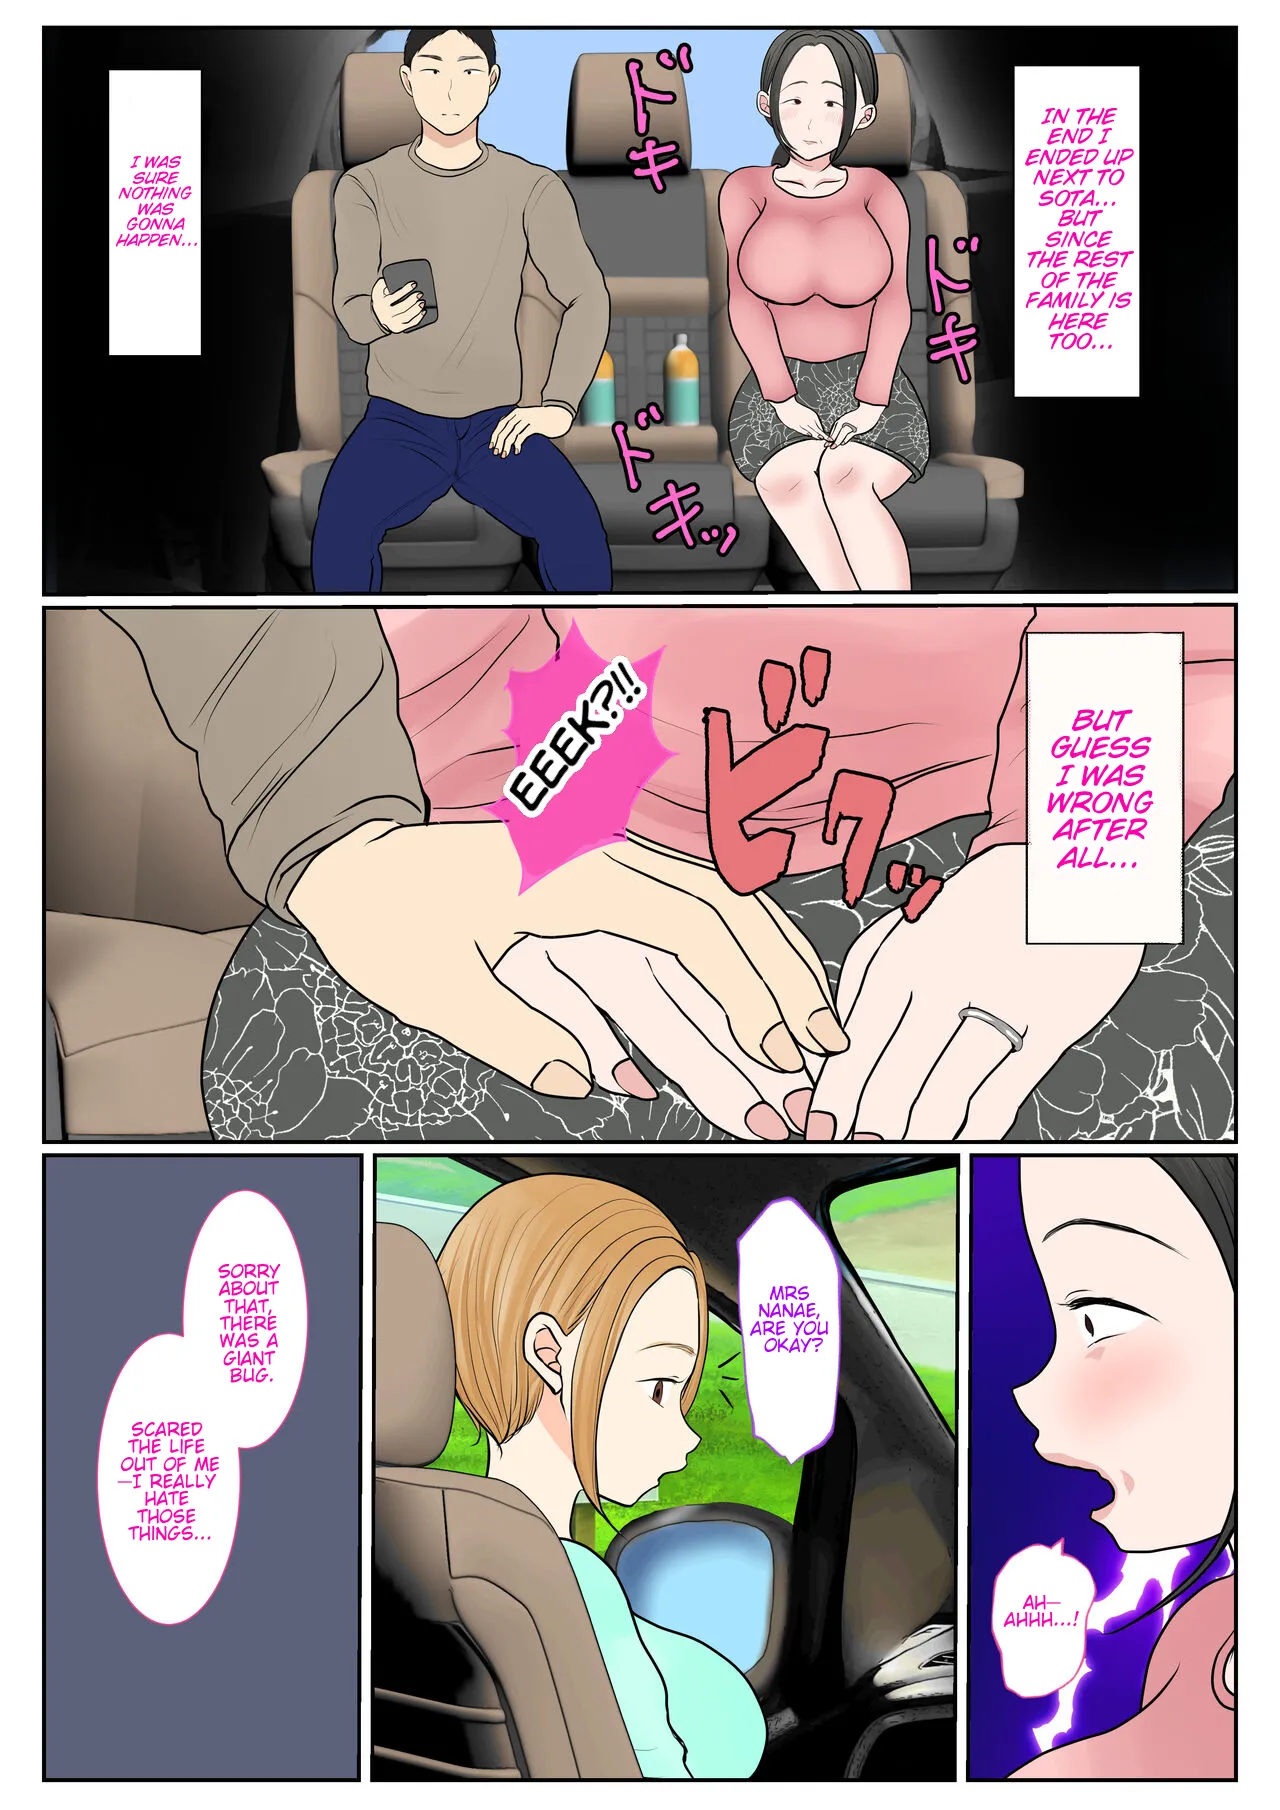 IN THE
END I
ENDED UP
NEXT TO
SOTA...
BUT
SINCE
THE REST
OF THE
FAMILY IS
HERE
TOO...
ドキ
ドキ
ドキッ
I WAS
SURE
NOTHING
WAS
GONNA
HAPPEN...
BUT
GUESS
I WAS
WRONG
AFTER
ALL...
ビクッ
EEEK?!!
AH—
AHHH...!
MRS
NANAE,
ARE YOU
OKAY?
SORRY
ABOUT
THAT,
THERE
WAS A
GIANT
BUG.
SCARED
THE LIFE
OUT OF ME
—I REALLY
HATE
THOSE
THINGS...